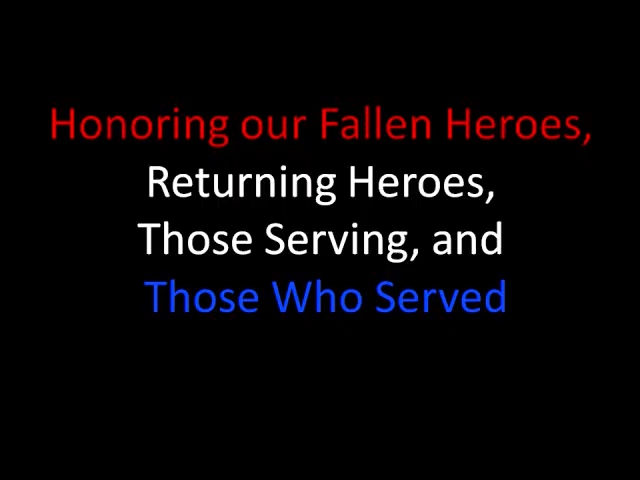 Honoring our Fallen Heroes,
Returning Heroes,
Those Serving, and
Those Who Served